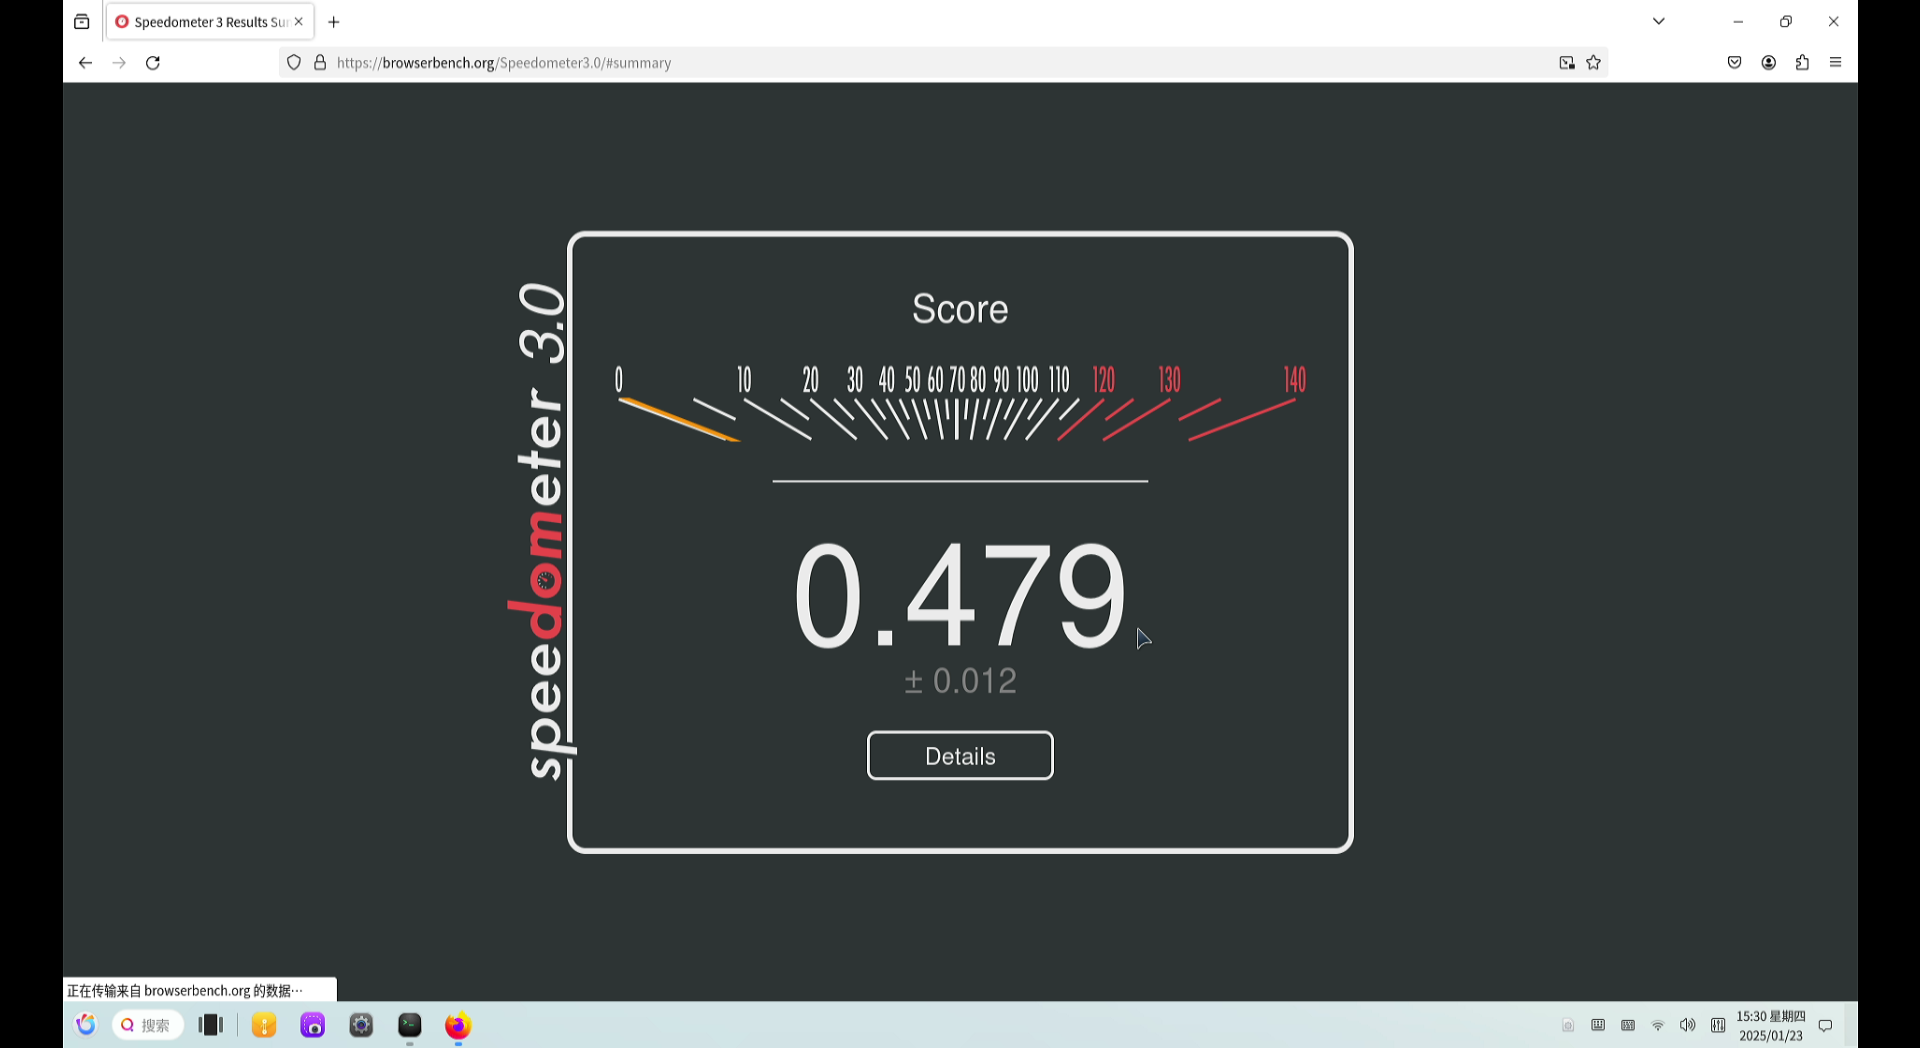 Speedometer 3 Results Su
https://browserbench.org/Speedometer3.0/#summary
speedometer 3.0
Score
0 10 20 30 40 50 60 70 80 90 100 110 120 130 140
0.479
± 0.012
Details
正在传输来自 browserbench.org 的数据…
搜索
15:30 星期四
2025/01/23